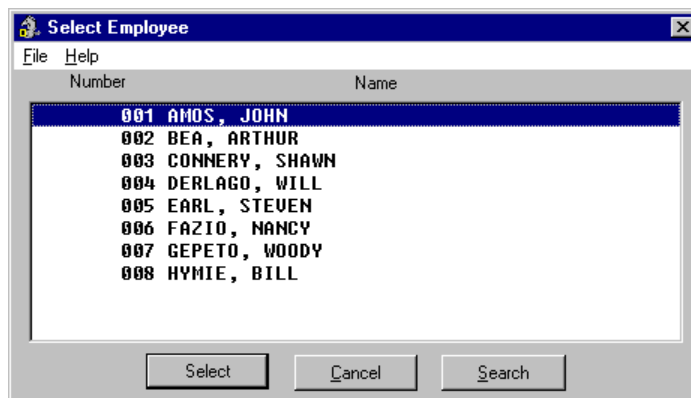 Select Employee
File Help
Number Name
001 AMOS, JOHN
002 BEA, ARTHUR
003 CONNERY, SHAWN
004 DERLAGO, WILL
005 EARL, STEVEN
006 FAZIO, NANCY
007 GEPETO, WOODY
008 HYMIE, BILL
Select Cancel Search